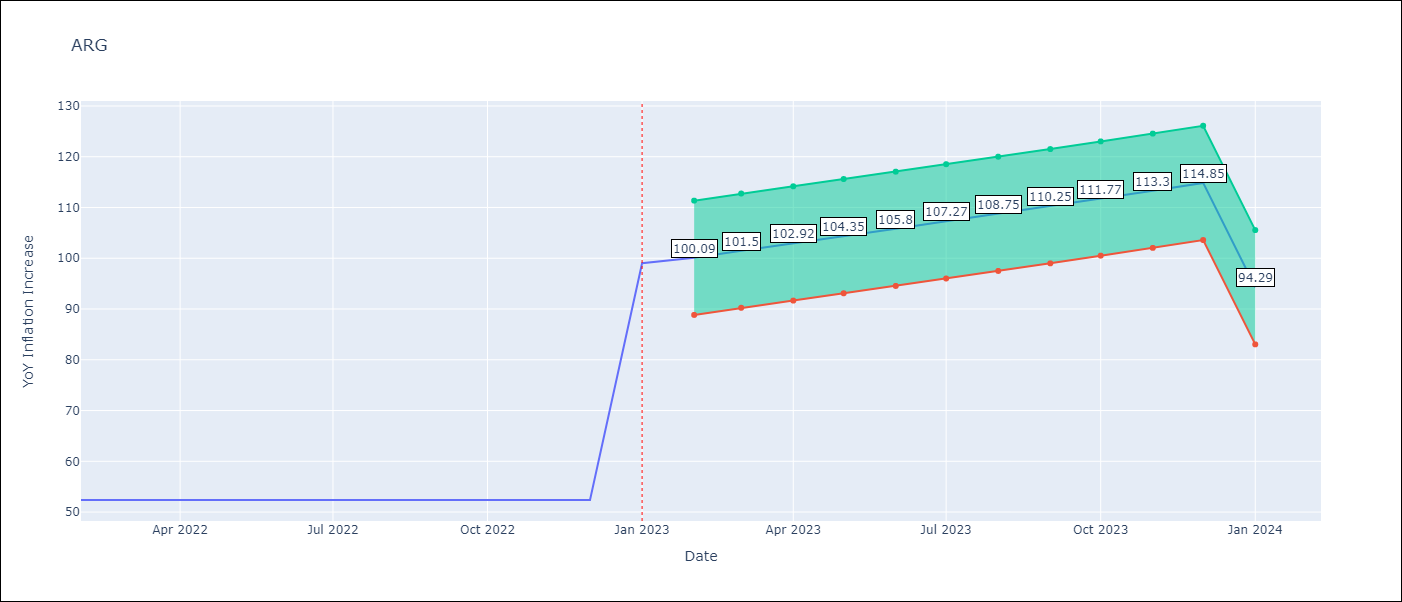 ARG
YoY Inflation Increase
130
120
110
100
90
80
70
60
50
100.09
101.5
102.92
104.35
105.8
107.27
108.75
110.25
111.77
113.3
114.85
94.29
Apr 2022
Jul 2022
Oct 2022
Jan 2023
Apr 2023
Jul 2023
Oct 2023
Jan 2024
Date